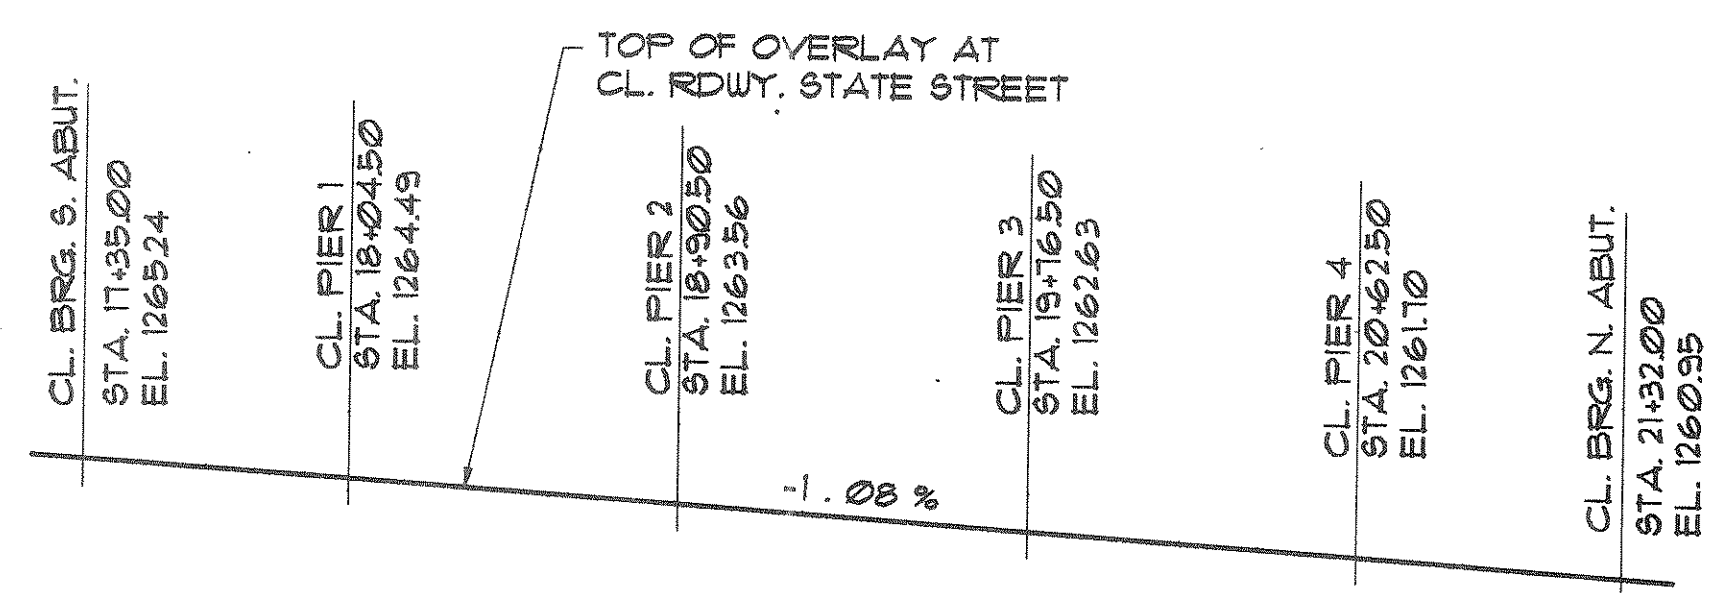 TOP OF OVERLAY AT
CL. RDWY. STATE STREET
CL. BRG. S. ABUT.
STA. 17+35.00
EL. 1265.24
CL. PIER 1
STA. 18+04.50
EL. 1264.49
CL. PIER 2
STA. 18+90.50
EL. 1263.56
CL. PIER 3
STA. 19+76.50
EL. 1262.63
CL. PIER 4
STA. 20+62.50
EL. 1261.70
CL. BRG. N. ABUT.
STA. 21+32.00
EL. 1260.95
-1.08 %